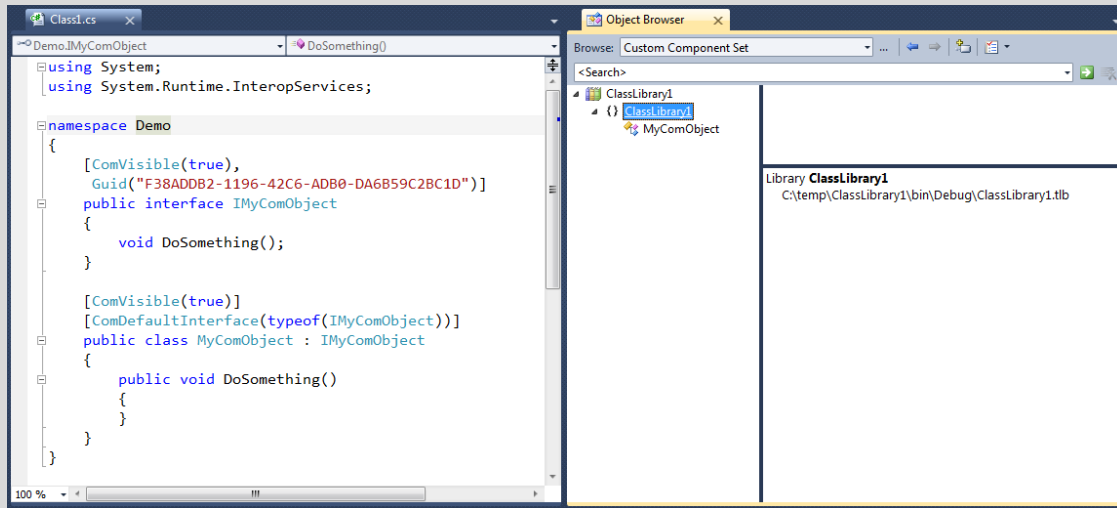 Class1.cs
Demo.IMyComObject
DoSomething()
using System;
using System.Runtime.InteropServices;
namespace Demo
{
[ComVisible(true),
Guid("F38ADDB2-1196-42C6-ADB0-DA6B59C2BC1D")]
public interface IMyComObject
{
void DoSomething();
}
[ComVisible(true)]
[ComDefaultInterface(typeof(IMyComObject))]
public class MyComObject : IMyComObject
{
public void DoSomething()
{
}
}
}
100 %
Object Browser
Browse: Custom Component Set
...
<Search>
ClassLibrary1
{} ClassLibrary1
MyComObject
Library ClassLibrary1
C:\temp\ClassLibrary1\bin\Debug\ClassLibrary1.tlb